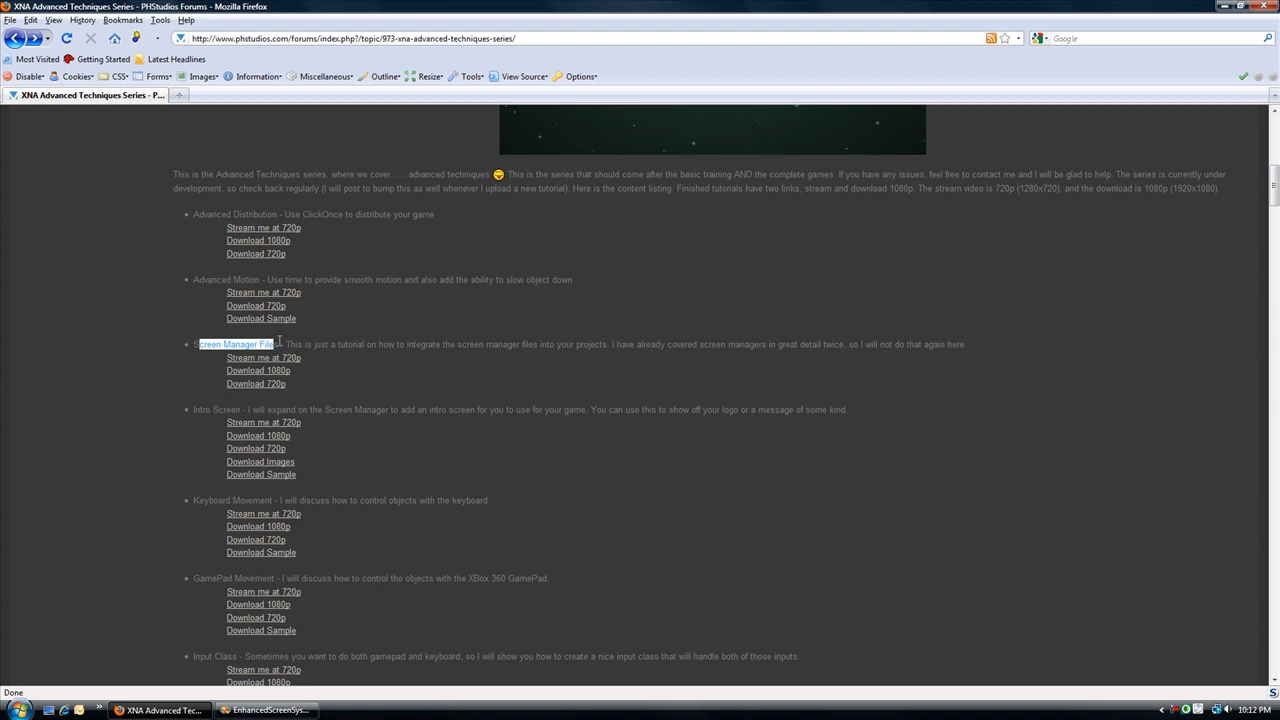 XNA Advanced Techniques Series - PHStudios Forums - Mozilla Firefox
File Edit View History Bookmarks Tools Help
http://www.phstudios.com/forums/index.php?/topic/973-xna-advanced-techniques-series/
Google
Most Visited Getting Started Latest Headlines
Disable Cookies CSS Forms Images Information Miscellaneous Outline Resize Tools View Source Options
XNA Advanced Techniques Series - P...
This is the Advanced Techniques series, where we cover.......advanced techniques This is the series that should come after the basic training AND the complete games. If you have any issues, feel free to contact me and I will be glad to help. The series is currently under
development, so check back regularly (I will post to bump this as well whenever I upload a new tutorial). Here is the content listing. Finished tutorials have two links, stream and download 1080p. The stream video is 720p (1280x720), and the download is 1080p (1920x1080).
• Advanced Distribution - Use ClickOnce to distribute your game
Stream me at 720p
Download 1080p
Download 720p
• Advanced Motion - Use time to provide smooth motion and also add the ability to slow object down
Stream me at 720p
Download 720p
Download Sample
• Screen Manager File - This is just a tutorial on how to integrate the screen manager files into your projects. I have already covered screen managers in great detail twice, so I will not do that again here.
Stream me at 720p
Download 1080p
Download 720p
• Intro Screen - I will expand on the Screen Manager to add an intro screen for you to use for your game. You can use this to show off your logo or a message of some kind.
Stream me at 720p
Download 1080p
Download 720p
Download Images
Download Sample
• Keyboard Movement - I will discuss how to control objects with the keyboard
Stream me at 720p
Download 1080p
Download 720p
Download Sample
• GamePad Movement - I will discuss how to control the objects with the XBox 360 GamePad.
Stream me at 720p
Download 1080p
Download 720p
Download Sample
• Input Class - Sometimes you want to do both gamepad and keyboard, so I will show you how to create a nice input class that will handle both of those inputs.
Stream me at 720p
Download 1080p
Done
XNA Advanced Tec... EnhancedScreenSys... 10:12 PM